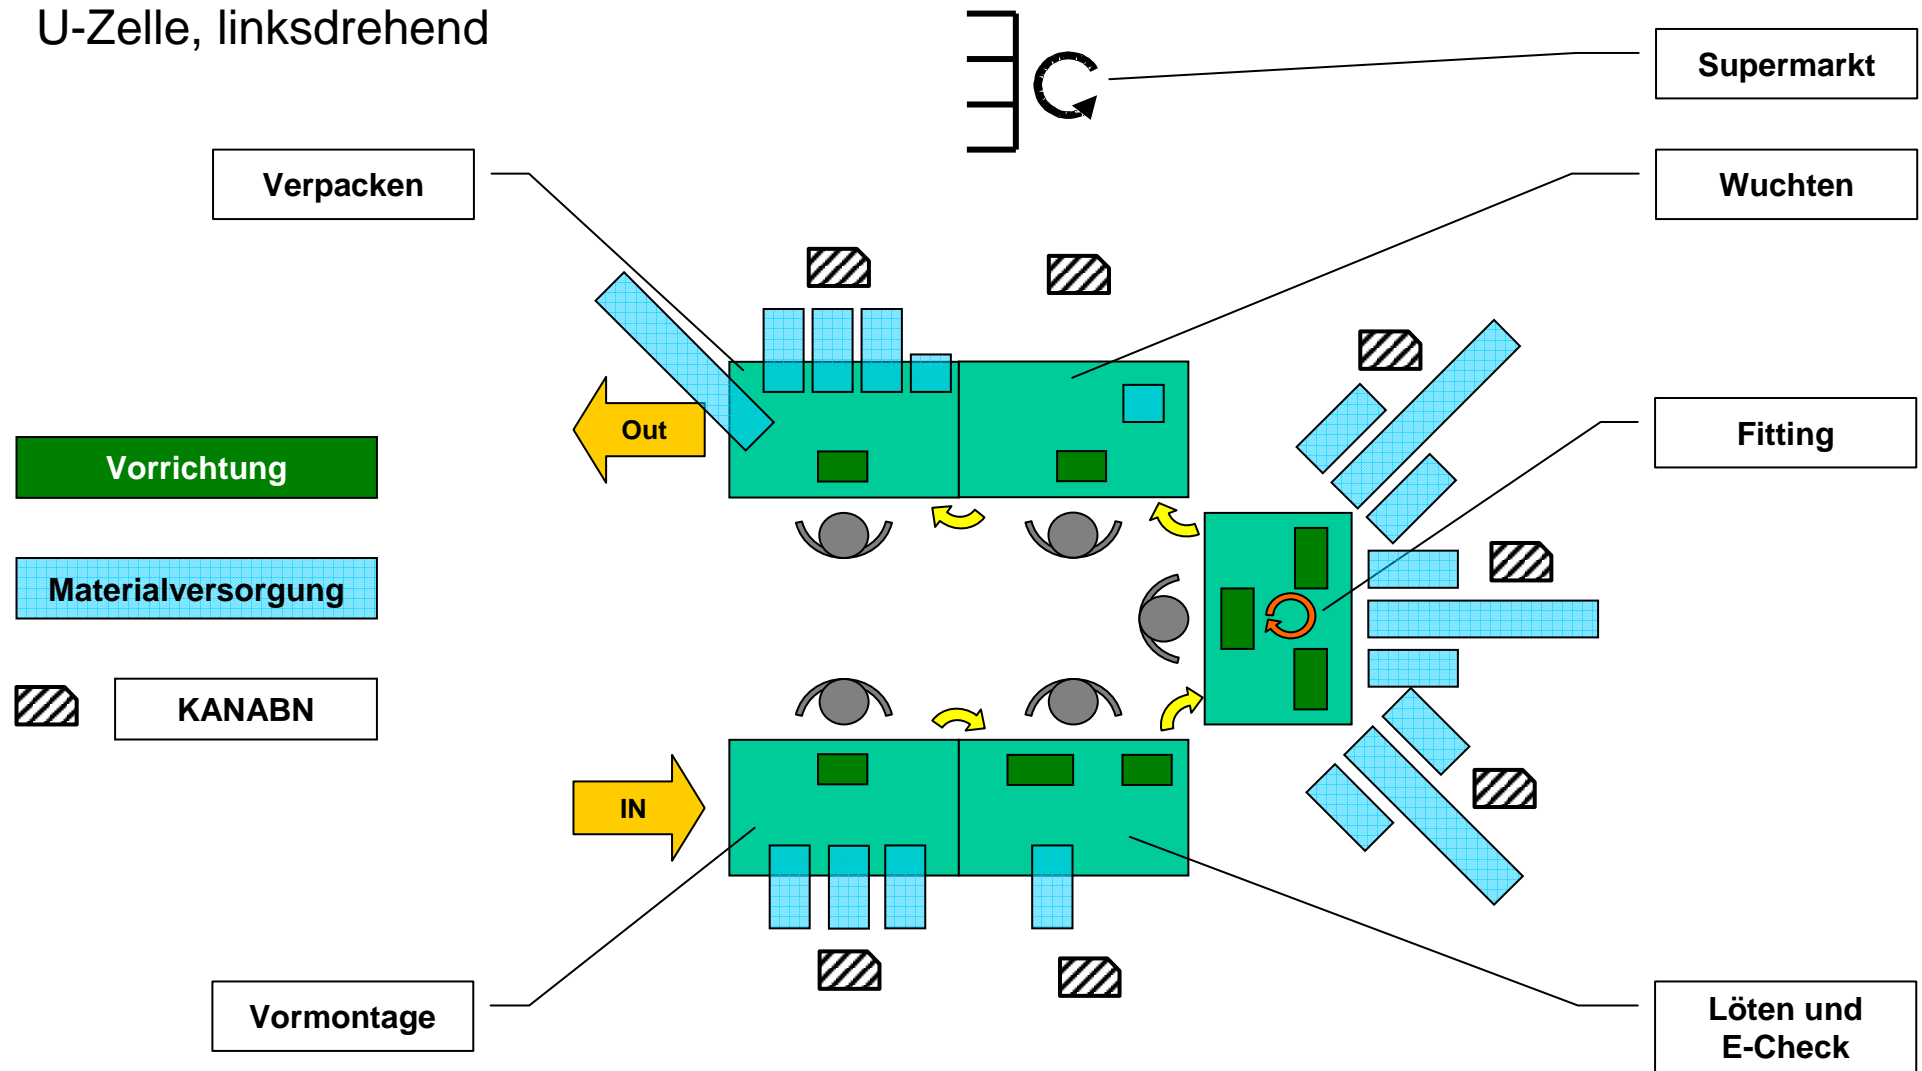 U-Zelle, linksdrehend
Supermarkt
Verpacken
Wuchten
Out
Fitting
Vorrichtung
Materialversorgung
KANABN
IN
Vormontage
Löten und
E-Check